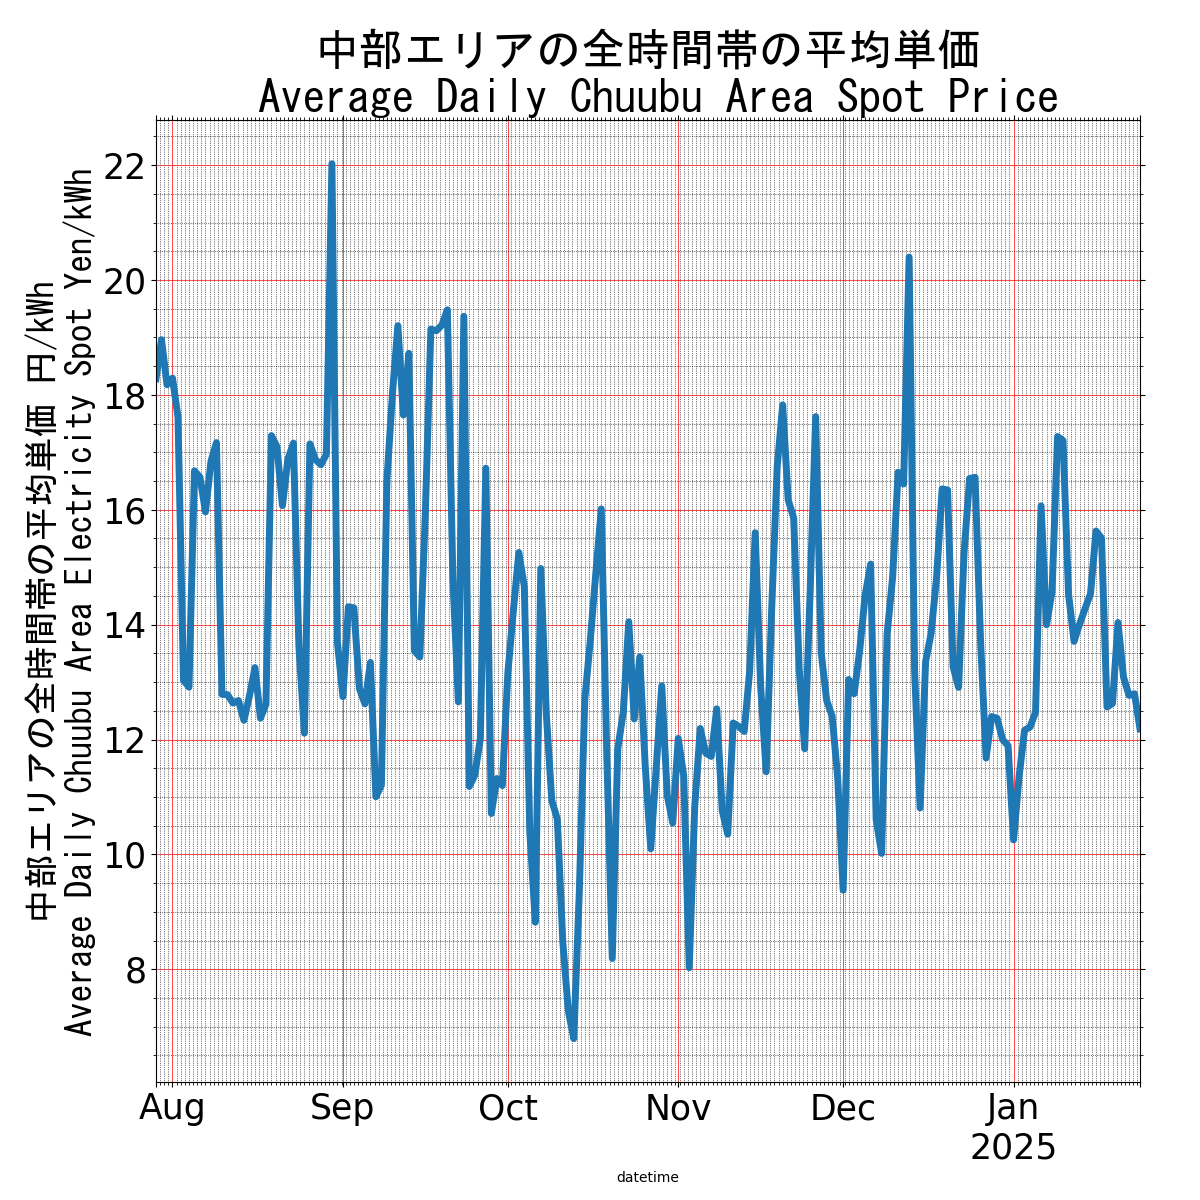 中部エリアの全時間帯の平均単価
Average Daily Chuubu Area Spot Price
中部エリアの全時間帯の平均単価 円/kWh
Average Daily Chuubu Area Electricity Spot Yen/kWh
22
20
18
16
14
12
10
8
Aug Sep Oct Nov Dec Jan
2025
datetime